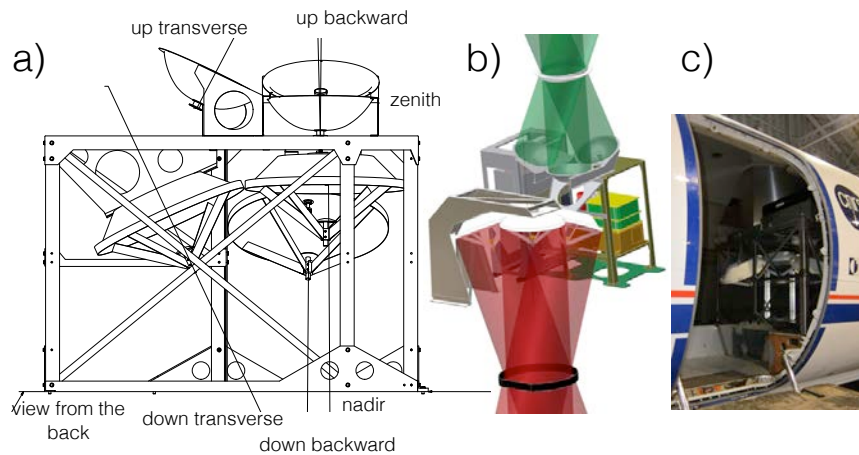 a)
up transverse
up backward
zenith
view from the
back
down transverse
nadir
down backward
b)
c)